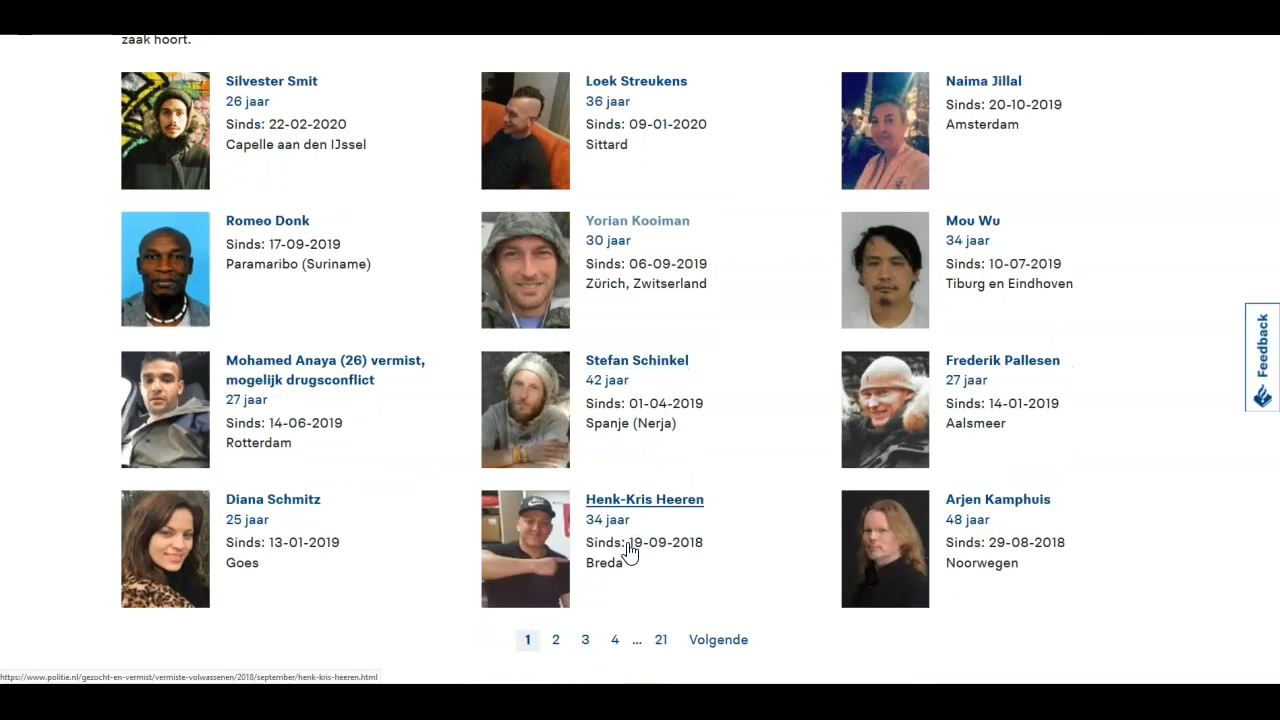 zaak hoort.
Silvester Smit
26 jaar
Sinds: 22-02-2020
Capelle aan den IJssel
Loek Streukens
36 jaar
Sinds: 09-01-2020
Sittard
Naima Jillal
Sinds: 20-10-2019
Amsterdam
Romeo Donk
Sinds: 17-09-2019
Paramaribo (Suriname)
Yorian Kooiman
30 jaar
Sinds: 06-09-2019
Zürich, Zwitserland
Mou Wu
34 jaar
Sinds: 10-07-2019
Tiburg en Eindhoven
Mohamed Anaya (26) vermist,
mogelijk drugsconflict
27 jaar
Sinds: 14-06-2019
Rotterdam
Stefan Schinkel
42 jaar
Sinds: 01-04-2019
Spanje (Nerja)
Frederik Pallesen
27 jaar
Sinds: 14-01-2019
Aalsmeer
Diana Schmitz
25 jaar
Sinds: 13-01-2019
Goes
Henk-Kris Heeren
34 jaar
Sinds: 19-09-2018
Breda
Arjen Kamphuis
48 jaar
Sinds: 29-08-2018
Noorwegen
Feedback
1 2 3 4 ... 21 Volgende
https://www.politie.nl/gezocht-en-vermist/vermiste-volwassenen/2018/september/henk-kris-heeren.html